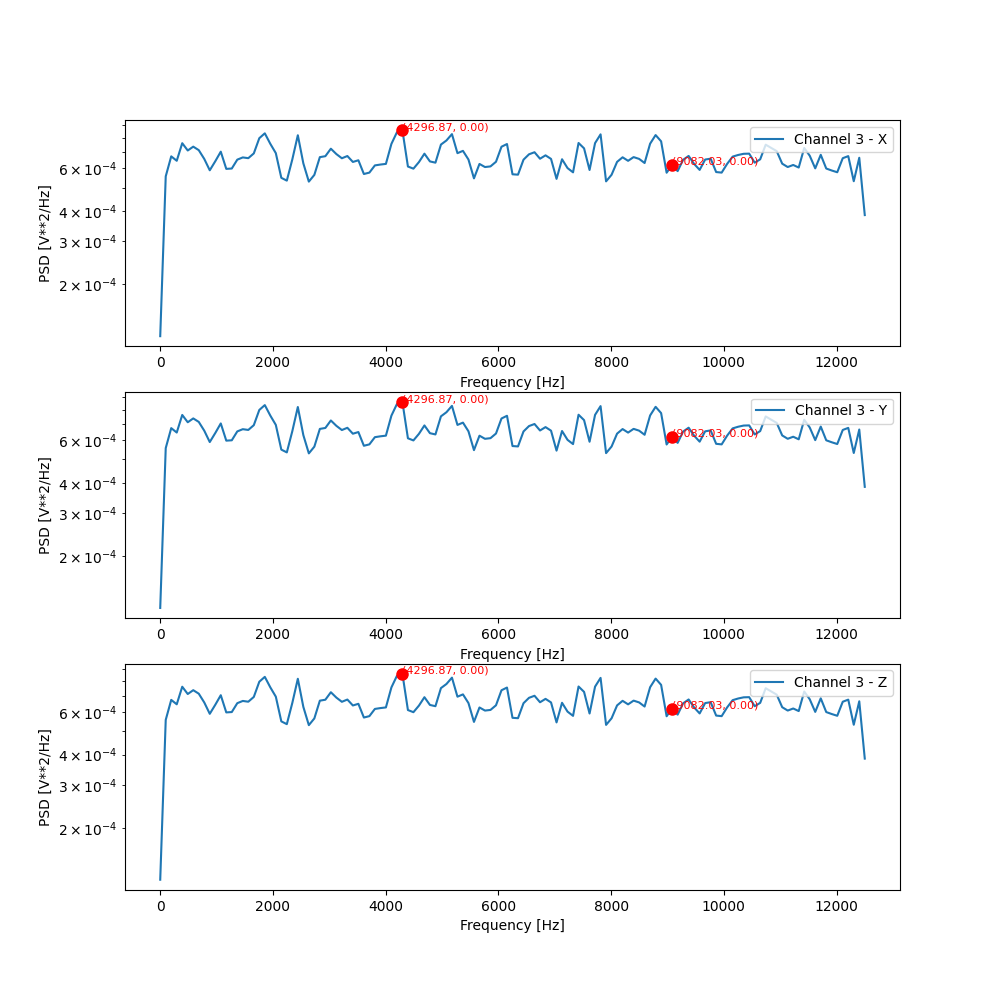 (4296.87, 0.00)
Channel 3 - X
(9082.03, 0.00)
6 × 10⁻⁴
4 × 10⁻⁴
3 × 10⁻⁴
2 × 10⁻⁴
PSD [V**2/Hz]
0 2000 4000 6000 8000 10000 12000
Frequency [Hz]
(4296.87, 0.00)
Channel 3 - Y
(9082.03, 0.00)
6 × 10⁻⁴
4 × 10⁻⁴
3 × 10⁻⁴
2 × 10⁻⁴
PSD [V**2/Hz]
0 2000 4000 6000 8000 10000 12000
Frequency [Hz]
(4296.87, 0.00)
Channel 3 - Z
(9082.03, 0.00)
6 × 10⁻⁴
4 × 10⁻⁴
3 × 10⁻⁴
2 × 10⁻⁴
PSD [V**2/Hz]
0 2000 4000 6000 8000 10000 12000
Frequency [Hz]